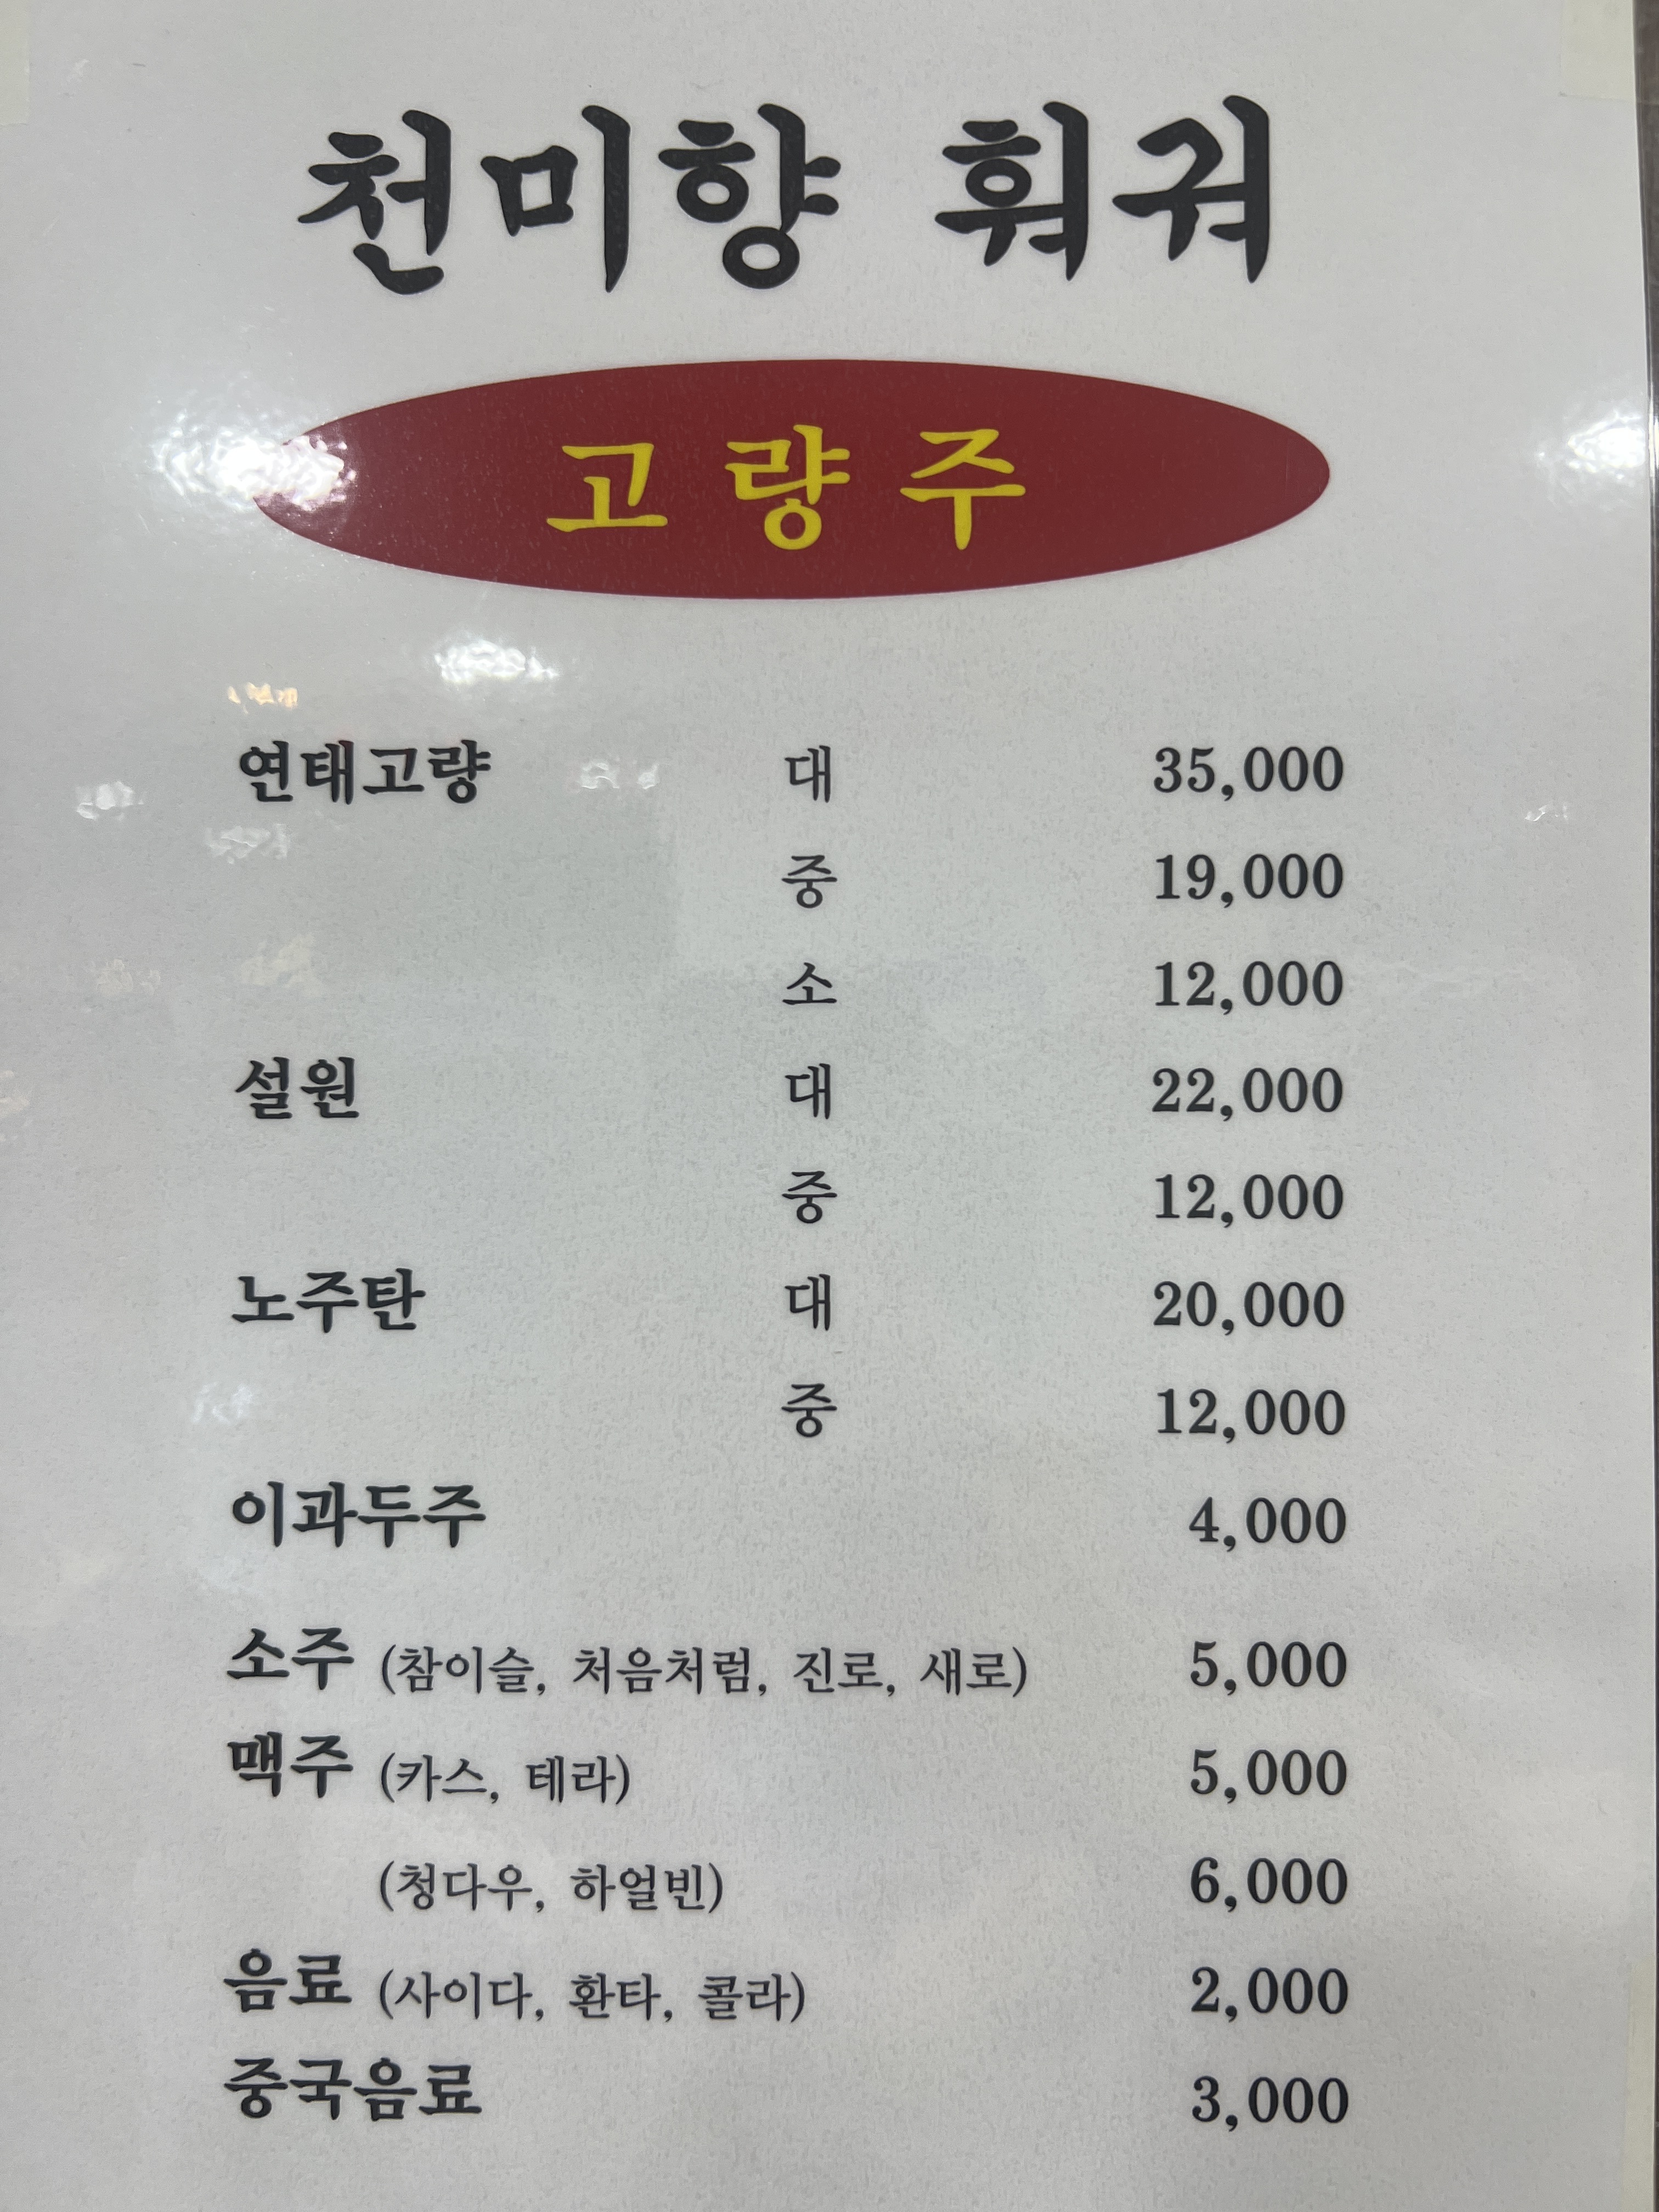 천미향 훠궈
고량주
연태고량 대 35,000
중 19,000
소 12,000
설원 대 22,000
중 12,000
노주탄 대 20,000
중 12,000
이과두주 4,000
소주 (참이슬, 처음처럼, 진로, 새로) 5,000
맥주 (카스, 테라) 5,000
(청다우, 하얼빈) 6,000
음료 (사이다, 환타, 콜라) 2,000
중국음료 3,000